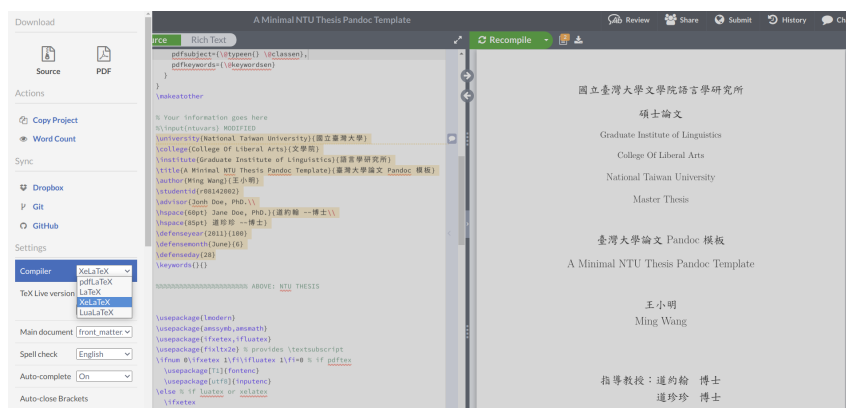 Download
A Minimal NTU Thesis Pandoc Template
Review
Share
Submit
History
Ch
Source
PDF
Actions
Copy Project
Word Count
Sync
Dropbox
Git
GitHub
Settings
Compiler
XeLaTeX
pdfLaTeX
LaTeX
XeLaTeX
LuaLaTeX
TeX Live version
Main document
front_matter.
Spell check
English
Auto-complete
On
Auto-close Brackets
urce
Rich Text
pdfsubject={\@typeen{} \@classen},
pdfkeywords={\@keywordsen}
)
}
\makeatother
% Your information goes here
%\input{ntuvars} MODIFIED
\university{National Taiwan University}{國立臺灣大學}
\college{College Of Liberal Arts}{文學院}
\institute{Graduate Institute of Linguistics}{語言學研究所}
\title{A Minimal NTU Thesis Pandoc Template}{臺灣大學論文 Pandoc 模板}
\author{Ming Wang}{王小明}
\studentid{r08142002}
\advisor{Jonh Doe, PhD.\\
\hspace{60pt} Jane Doe, PhD.}{道約翰 ~~博士\\
\hspace{85pt} 道珍珍 ~~博士}
\defenseyear{2011}{100}
\defensemonth{June}{6}
\defenseday{28}
\keywords{}{}
%%%%%%%%%%%%%%%%%%%%%%% ABOVE: NTU THESIS
\usepackage{lmodern}
\usepackage{amssymb,amsmath}
\usepackage{ifxetex,ifluatex}
\usepackage{fixltx2e} % provides \textsubscript
\ifnum 0\ifxetex 1\fi\ifluatex 1\fi=0 % if pdftex
\usepackage[T1]{fontenc}
\usepackage[utf8]{inputenc}
\else % if luatex or xelatex
\ifxetex
Recompile
國立臺灣大學文學院語言學研究所
碩士論文
Graduate Institute of Linguistics
College Of Liberal Arts
National Taiwan University
Master Thesis
臺灣大學論文 Pandoc 模板
A Minimal NTU Thesis Pandoc Template
王小明
Ming Wang
指導教授：道約翰 博士
道珍珍 博士